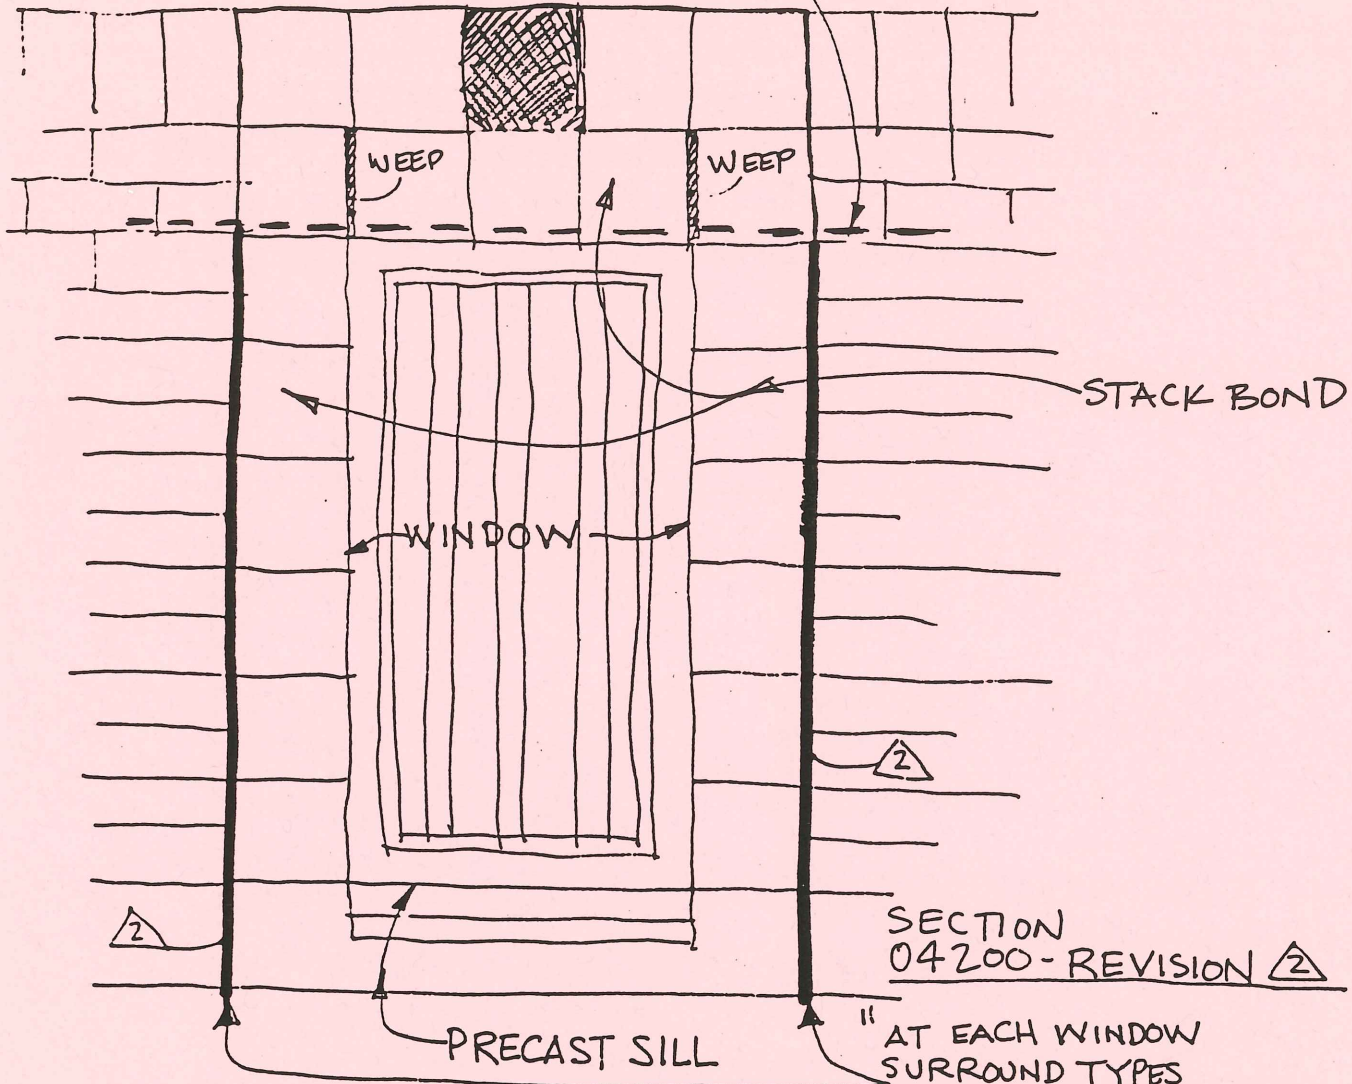 WEEP
WEEP
STACK BOND
WINDOW
2
2
SECTION
04200 - REVISION 2
PRECAST SILL
" AT EACH WINDOW
SURROUND TYPES